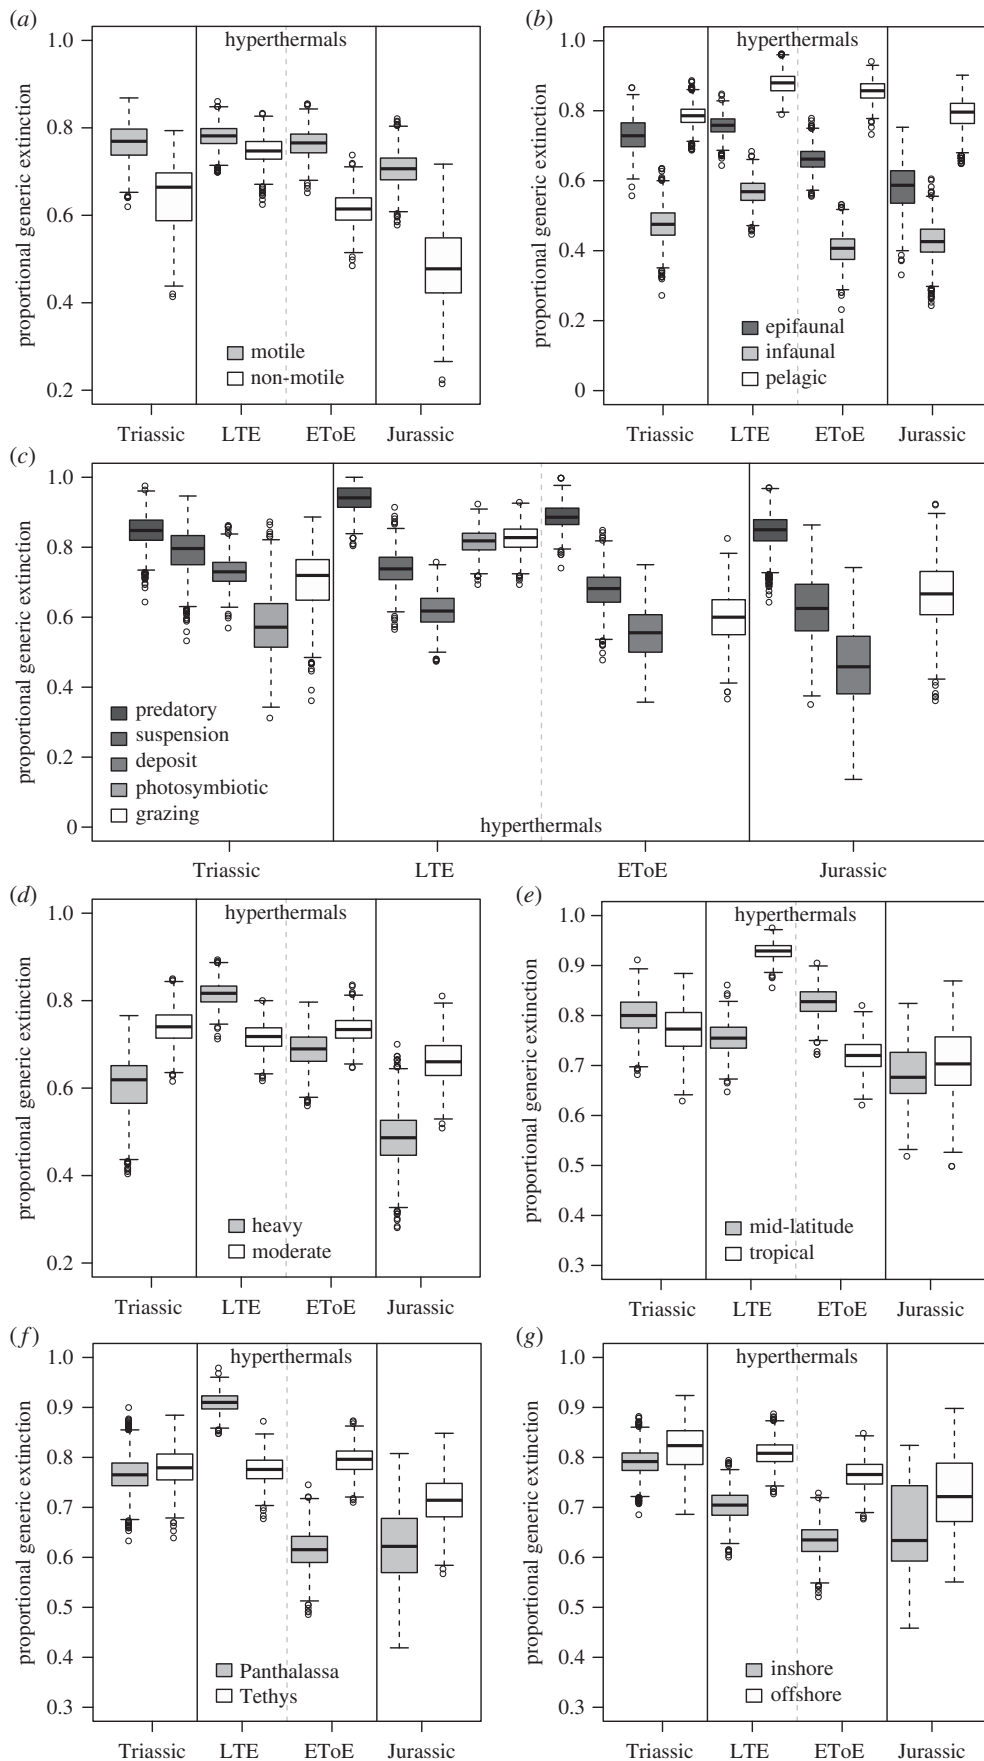 (a)
hyperthermals
proportional generic extinction
1.0
0.8
0.6
0.4
0.2
motile
non-motile
Triassic LTE EToE Jurassic
(b)
hyperthermals
proportional generic extinction
1.0
0.8
0.6
0.4
0.2
0
epifaunal
infaunal
pelagic
Triassic LTE EToE Jurassic
(c)
proportional generic extinction
1.0
0.8
0.6
0.4
0.2
0
predatory
suspension
deposit
photosymbiotic
grazing
hyperthermals
Triassic LTE EToE Jurassic
(d)
hyperthermals
proportional generic extinction
1.0
0.8
0.6
0.4
0.2
heavy
moderate
Triassic LTE EToE Jurassic
(e)
hyperthermals
proportional generic extinction
1.0
0.9
0.8
0.7
0.6
0.5
0.4
0.3
mid-latitude
tropical
Triassic LTE EToE Jurassic
(f)
hyperthermals
proportional generic extinction
1.0
0.9
0.8
0.7
0.6
0.5
0.4
0.3
Panthalassa
Tethys
Triassic LTE EToE Jurassic
(g)
hyperthermals
proportional generic extinction
1.0
0.9
0.8
0.7
0.6
0.5
0.4
0.3
inshore
offshore
Triassic LTE EToE Jurassic